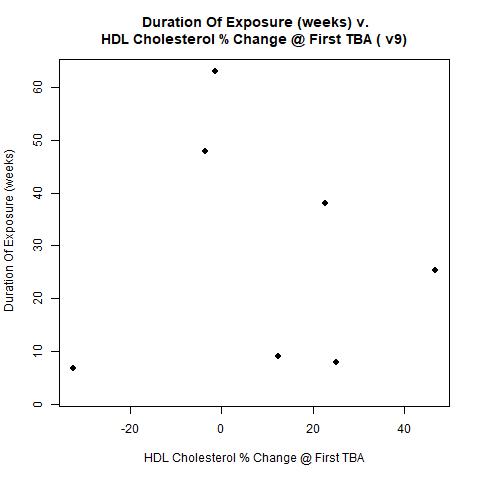 Duration Of Exposure (weeks) v.
HDL Cholesterol % Change @ First TBA ( v9)
Duration Of Exposure (weeks)
60
50
40
30
20
10
0
-20 0 20 40
HDL Cholesterol % Change @ First TBA